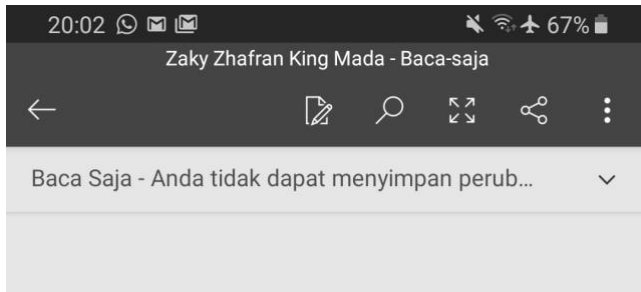 20:02 67%
Zaky Zhafran King Mada - Baca-saja
Baca Saja - Anda tidak dapat menyimpan perub...